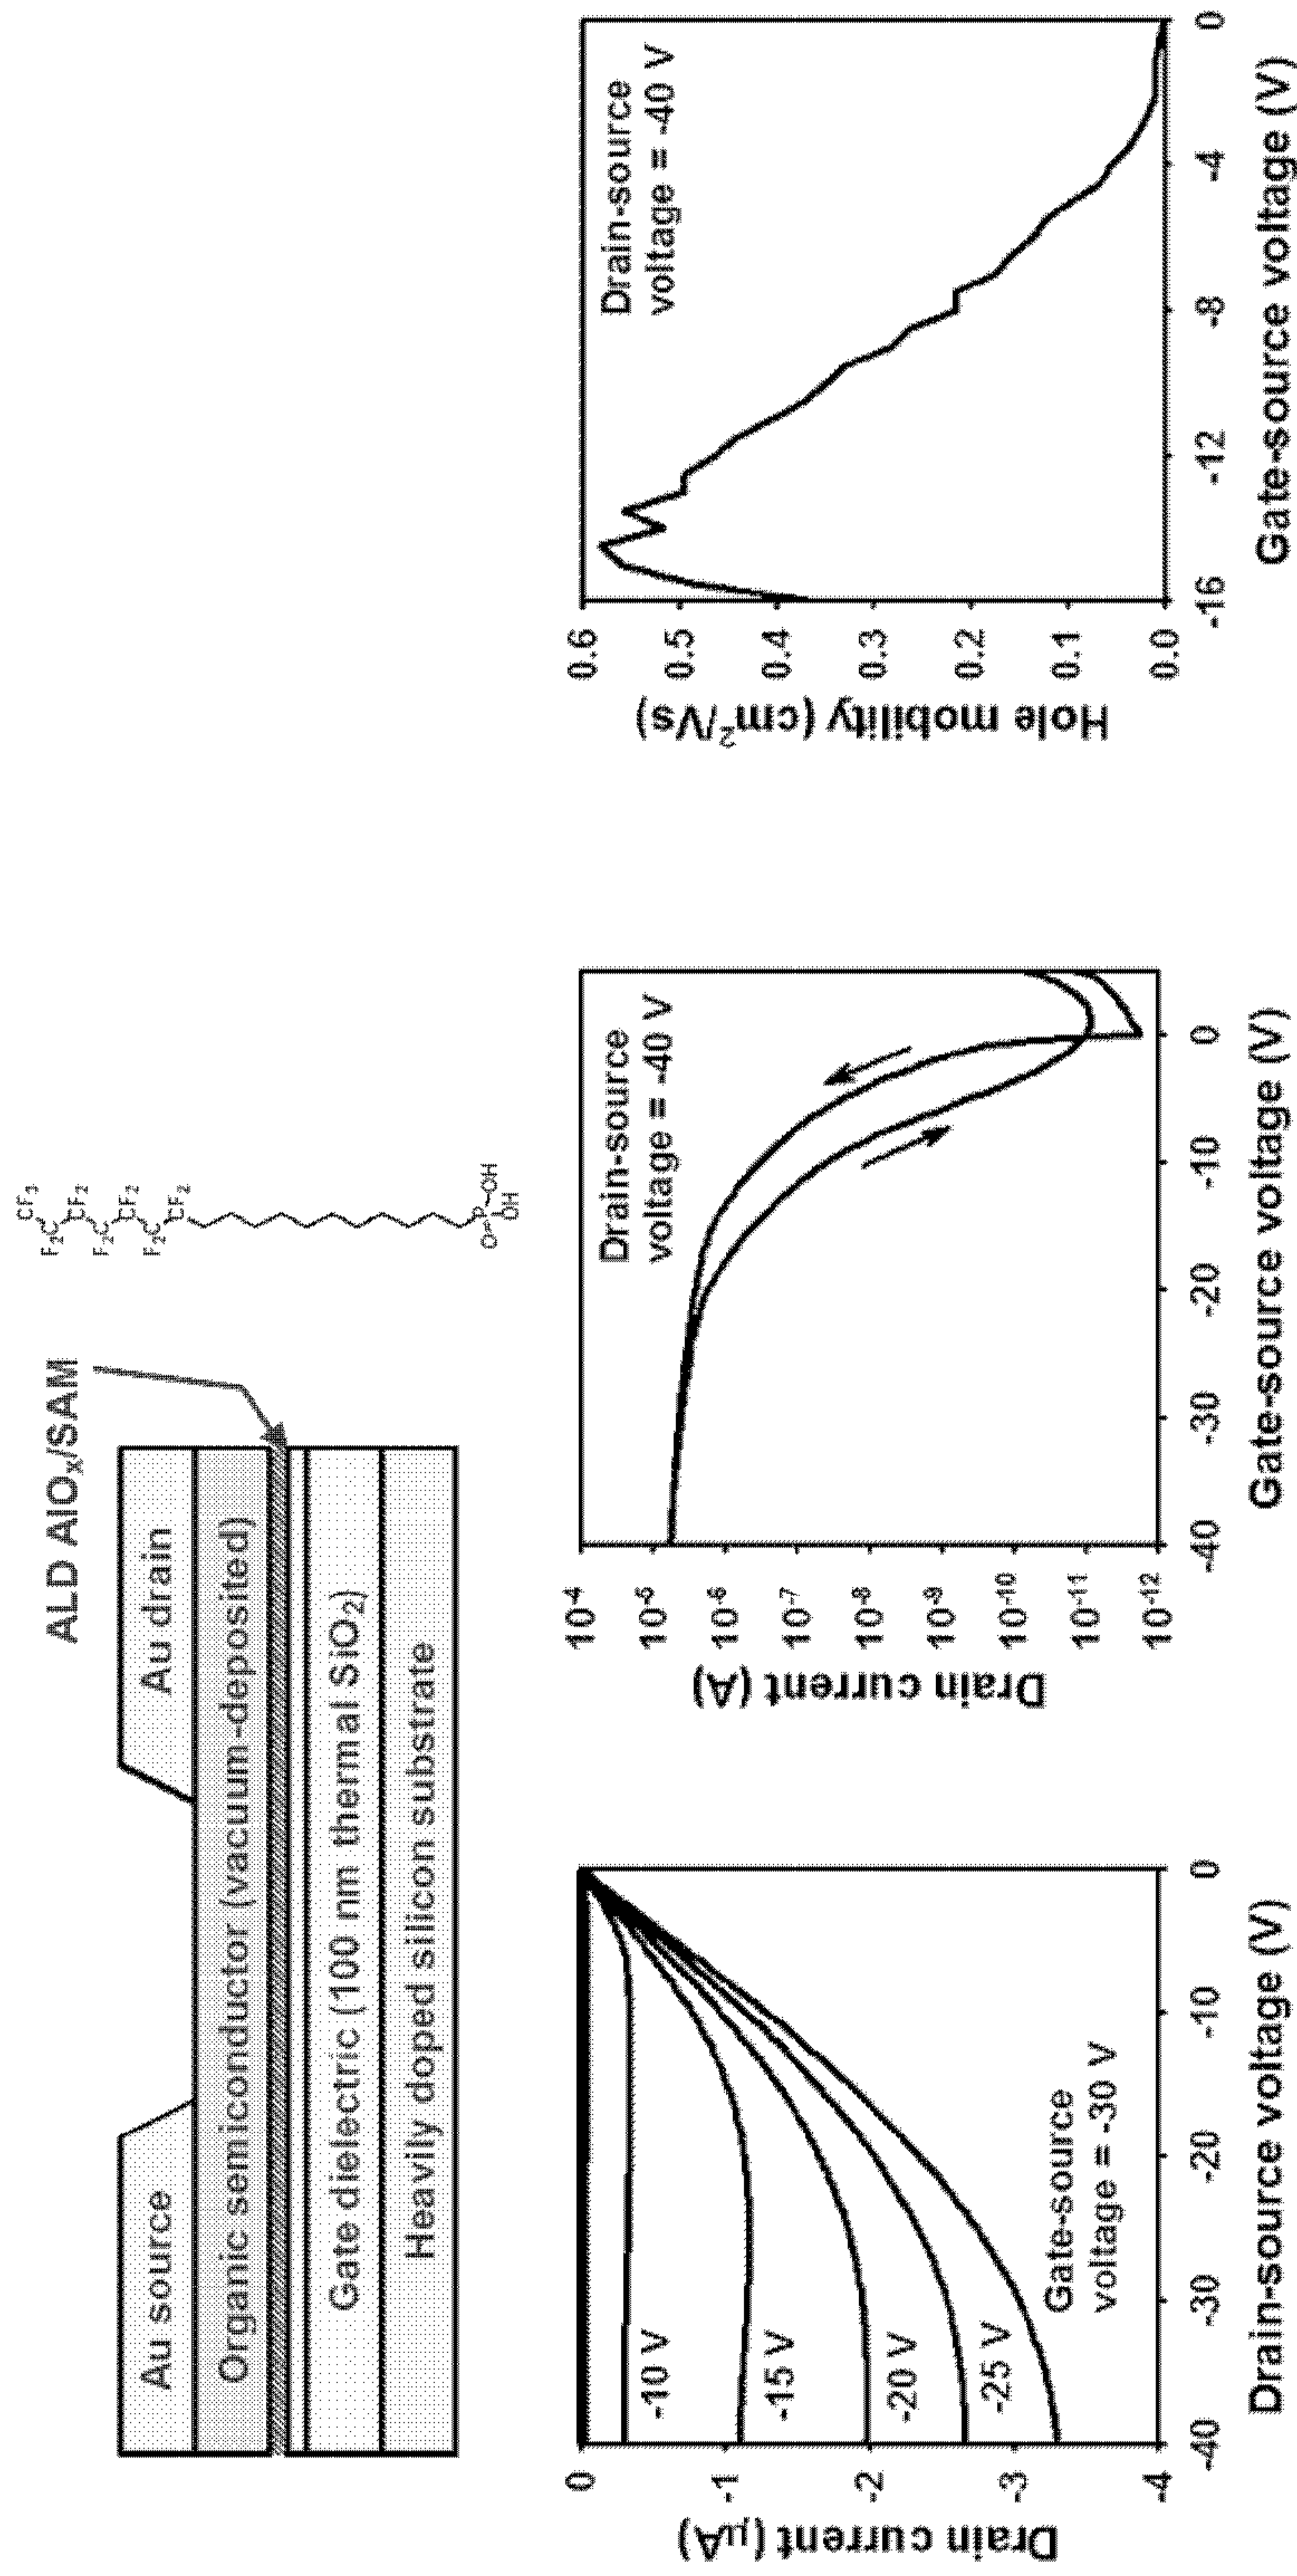 ALD AlOₓ/SAM
Au source
Au drain
Organic semiconductor (vacuum-deposited)
Gate dielectric (100 nm thermal SiO₂)
Heavily doped silicon substrate
CF₃
F₂C
CF₂
F₂C
CF₂
F₂C
CF₂
O=P-OH
OH
Drain current (µA)
0
-1
-2
-3
-4
-10 V
-15 V
-20 V
-25 V
Gate-source
voltage = -30 V
-40
-30
-20
-10
0
Drain-source voltage (V)
Drain current (A)
10⁻⁴
10⁻⁵
10⁻⁶
10⁻⁷
10⁻⁸
10⁻⁹
10⁻¹⁰
10⁻¹¹
10⁻¹²
Drain-source
voltage = -40 V
-40
-30
-20
-10
0
Gate-source voltage (V)
Hole mobility (cm²/Vs)
0.6
0.5
0.4
0.3
0.2
0.1
0.0
Drain-source
voltage = -40 V
-16
-12
-8
-4
0
Gate-source voltage (V)